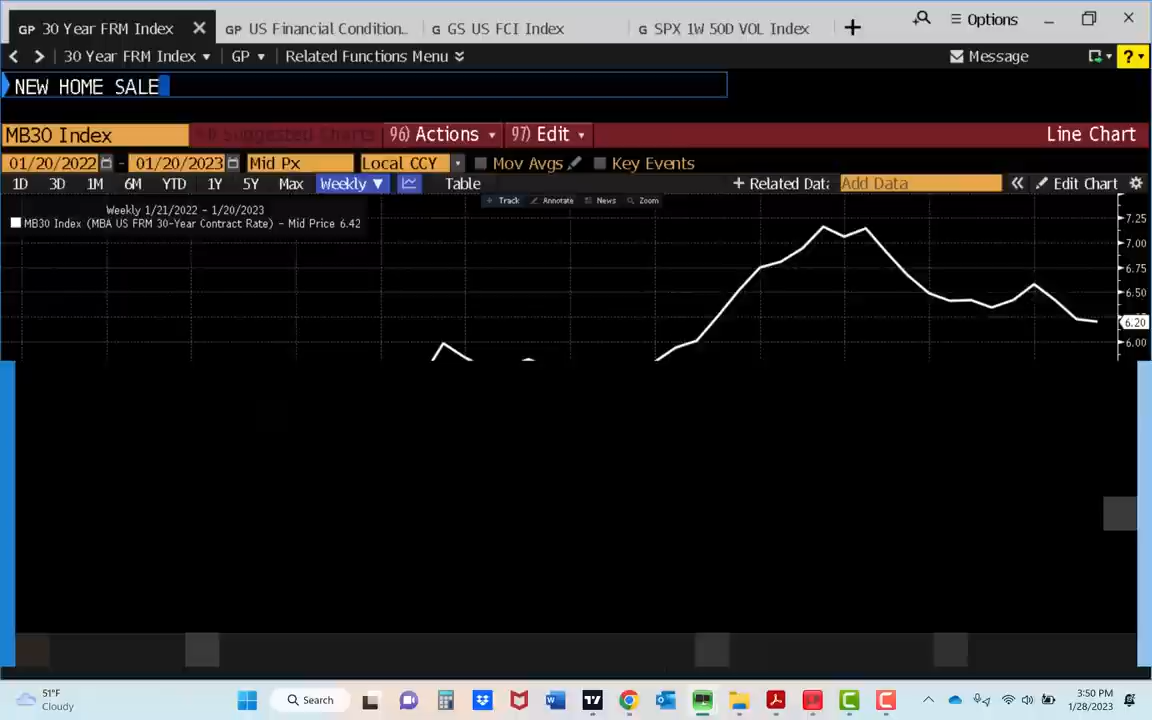 GP 30 Year FRM Index GP US Financial Condition.. G GS US FCI Index G SPX 1W 50D VOL Index Options
30 Year FRM Index GP Related Functions Menu Message ?
NEW HOME SALE
MB30 Index Suggested Charts 96) Actions 97) Edit Line Chart
01/20/2022 - 01/20/2023 Mid Px Local CCY Mov Avgs Key Events
1D 3D 1M 6M YTD 1Y 5Y Max Weekly ▼ Table + Related Data Add Data « Edit Chart
Track Annotate News Zoom
Weekly 1/21/2022 - 1/20/2023
MB30 Index (MBA US FRM 30-Year Contract Rate) - Mid Price 6.42
7.25
7.00
6.75
6.50
6.20
6.00
51°F
Cloudy
Search
3:50 PM
1/28/2023